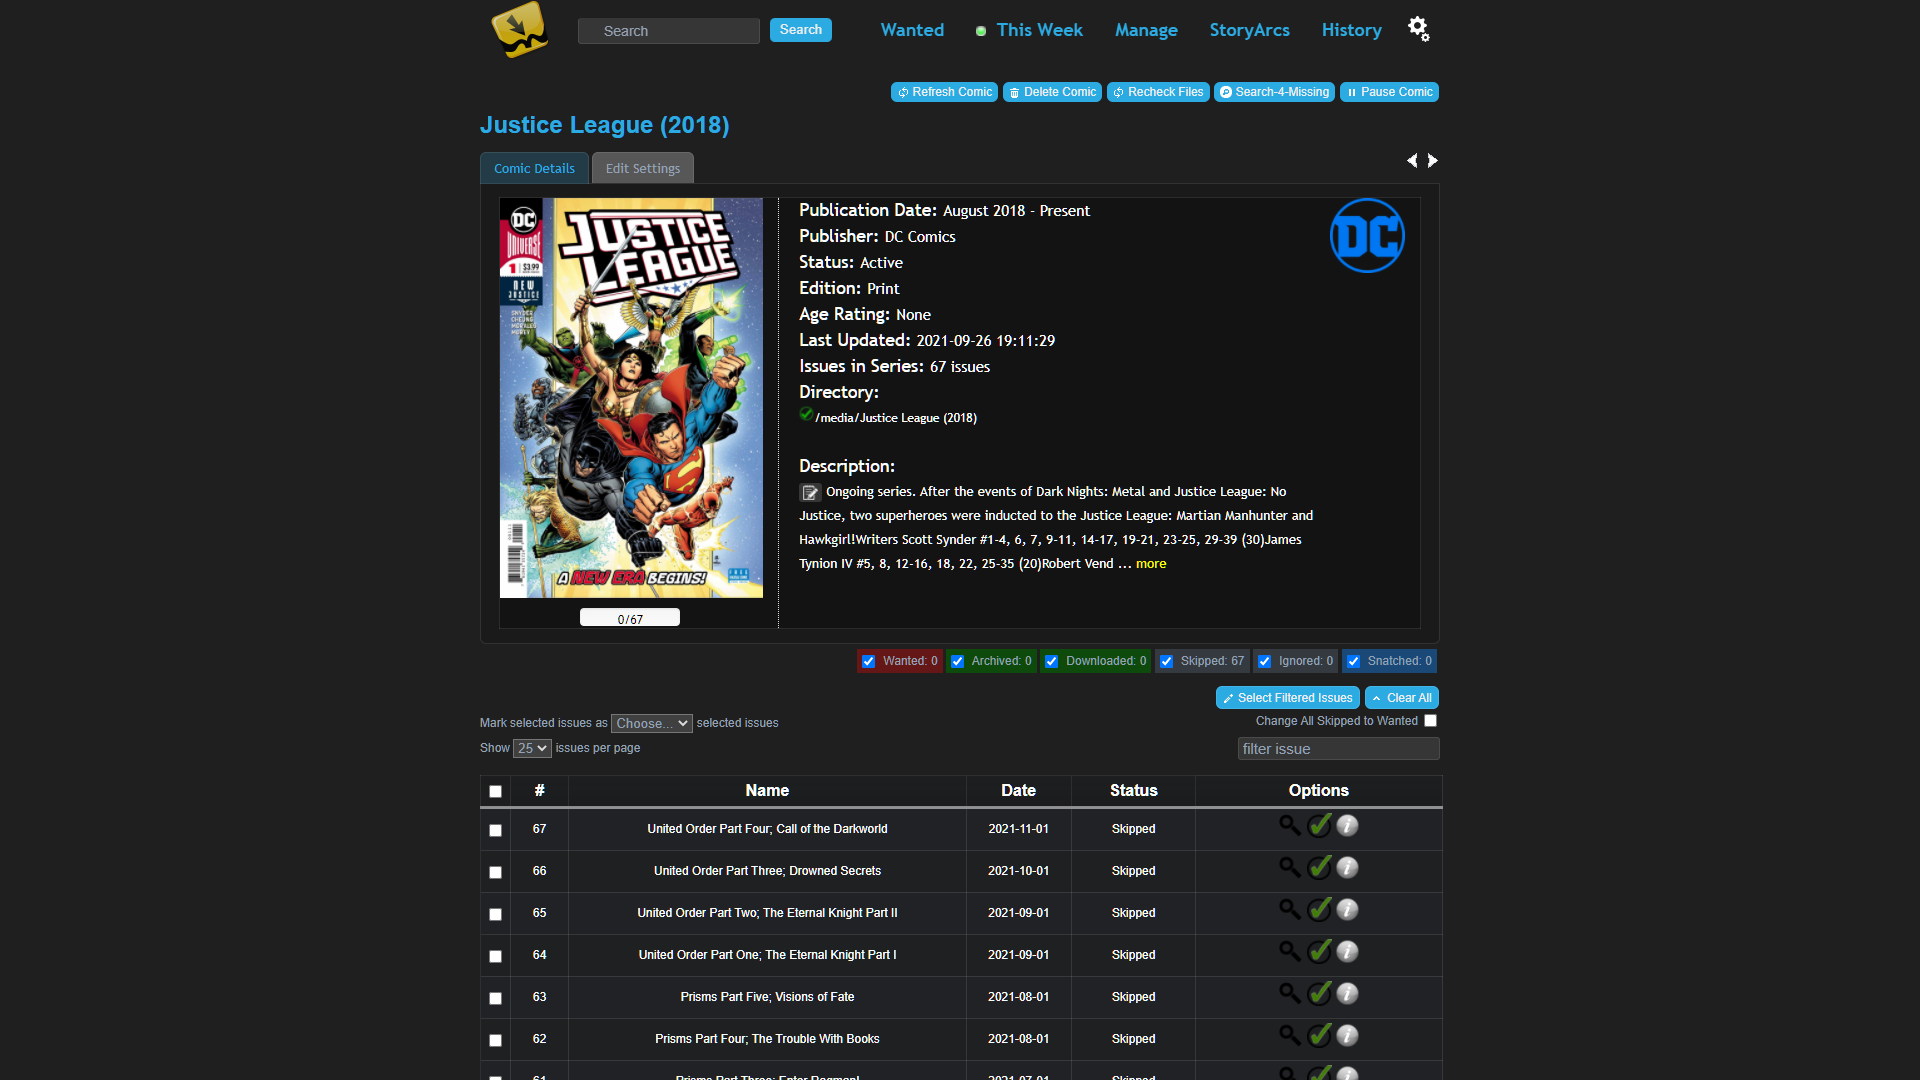 Search
Search
Wanted
This Week
Manage
StoryArcs
History
Refresh Comic
Delete Comic
Recheck Files
Search-4-Missing
Pause Comic
Justice League (2018)
Comic Details
Edit Settings
DC
UNIVERSE
1 $3.99
NEW
JUSTICE
SNYDER
CHEUNG
MORALES
MOREY
JUSTICE
LEAGUE
A NEW ERA BEGINS!
0/67
Publication Date: August 2018 - Present
Publisher: DC Comics
Status: Active
Edition: Print
Age Rating: None
Last Updated: 2021-09-26 19:11:29
Issues in Series: 67 issues
Directory:
/media/Justice League (2018)
DC
Description:
Ongoing series. After the events of Dark Nights: Metal and Justice League: No
Justice, two superheroes were inducted to the Justice League: Martian Manhunter and
Hawkgirl!Writers Scott Synder #1-4, 6, 7, 9-11, 14-17, 19-21, 23-25, 29-39 (30)James
Tynion IV #5, 8, 12-16, 18, 22, 25-35 (20)Robert Vend ... more
Wanted: 0
Archived: 0
Downloaded: 0
Skipped: 67
Ignored: 0
Snatched: 0
Select Filtered Issues
Clear All
Mark selected issues as Choose... selected issues
Change All Skipped to Wanted
Show 25 issues per page
filter issue
# Name Date Status Options
67 United Order Part Four; Call of the Darkworld 2021-11-01 Skipped
66 United Order Part Three; Drowned Secrets 2021-10-01 Skipped
65 United Order Part Two; The Eternal Knight Part II 2021-09-01 Skipped
64 United Order Part One; The Eternal Knight Part I 2021-09-01 Skipped
63 Prisms Part Five; Visions of Fate 2021-08-01 Skipped
62 Prisms Part Four; The Trouble With Books 2021-08-01 Skipped
61 Prisms Part Three; Enter Ragman! 2021-07-01 Skipped